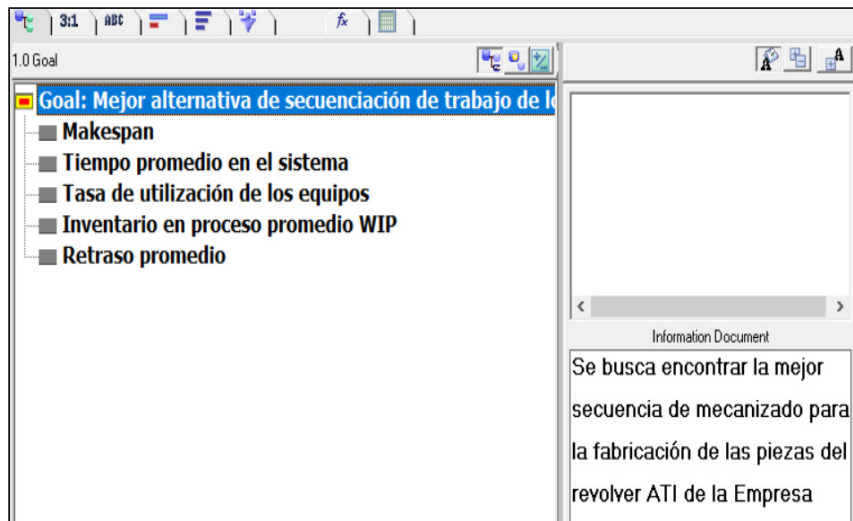 3:1 ABC fx
1.0 Goal
Goal: Mejor alternativa de secuenciación de trabajo de lo
Makespan
Tiempo promedio en el sistema
Tasa de utilización de los equipos
Inventario en proceso promedio WIP
Retraso promedio
Information Document
Se busca encontrar la mejor
secuencia de mecanizado para
la fabricación de las piezas del
revolver ATI de la Empresa